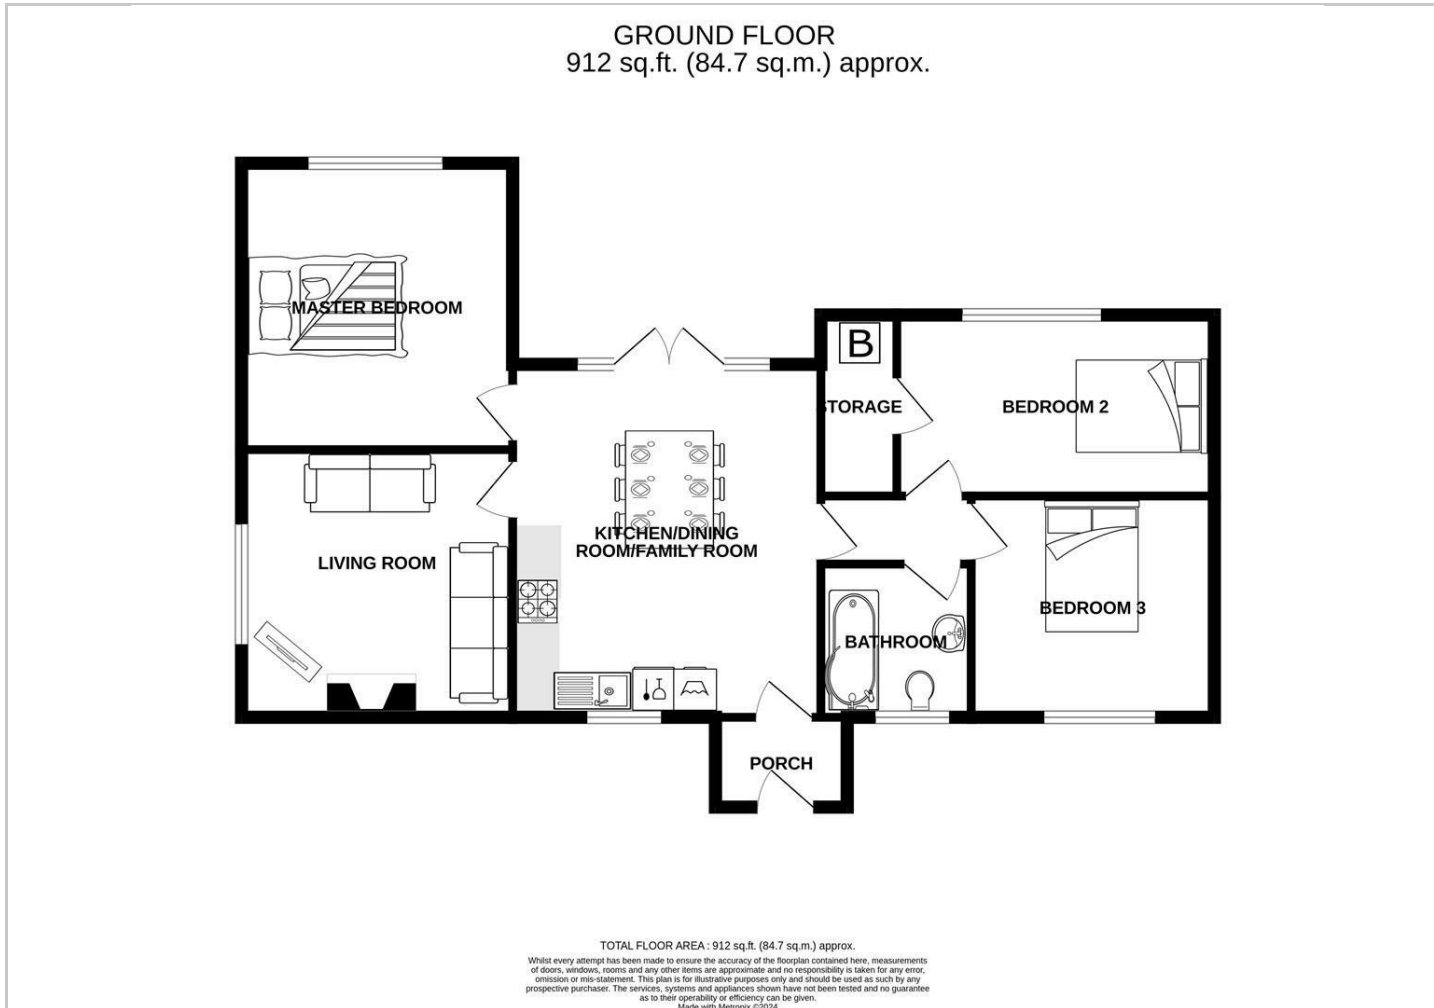 GROUND FLOOR
912 sq.ft. (84.7 sq.m.) approx.
MASTER BEDROOM
B
STORAGE
BEDROOM 2
KITCHEN/DINING
ROOM/FAMILY ROOM
LIVING ROOM
BEDROOM 3
BATHROOM
PORCH
TOTAL FLOOR AREA : 912 sq.ft. (84.7 sq.m.) approx.
Whilst every attempt has been made to ensure the accuracy of the floorplan contained here, measurements
of doors, windows, rooms and any other items are approximate and no responsibility is taken for any error,
omission or mis-statement. This plan is for illustrative purposes only and should be used as such by any
prospective purchaser. The services, systems and appliances shown have not been tested and no guarantee
as to their operability or efficiency can be given.
Made with Metropix ©2024